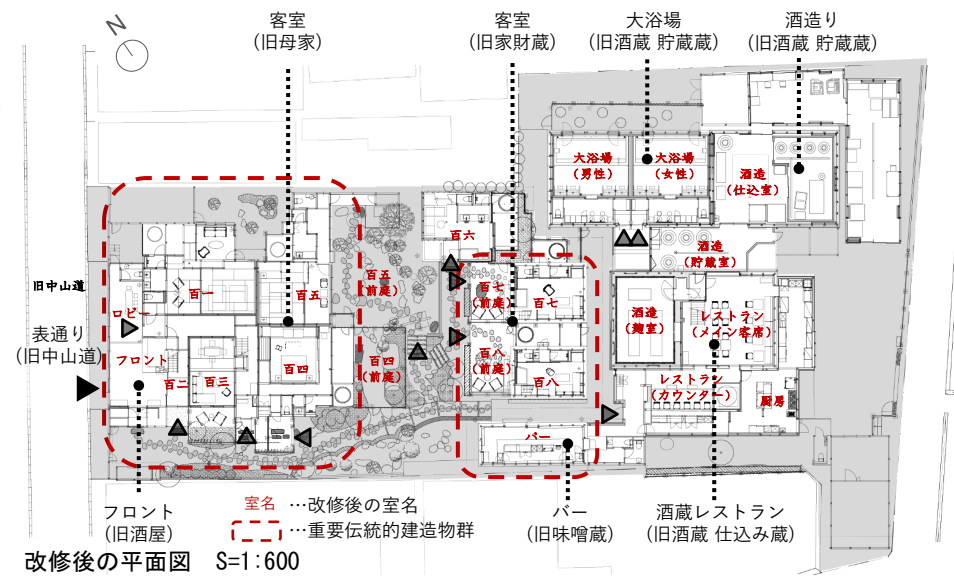 客室
(旧母家)
客室
(旧家財蔵)
大浴場
(旧酒蔵 貯蔵蔵)
酒造り
(旧酒蔵 貯蔵蔵)
N
大浴場
(男性)
大浴場
(女性)
酒造
(仕込室)
百六
酒造
(貯蔵室)
旧中山道
ロビー
百一
百五
百五
(前庭)
百七
(前庭)
百七
酒造
(麹室)
レストラン
(メイン客席)
表通り
(旧中山道)
フロント
百二
百三
百四
百四
(前庭)
百八
(前庭)
百八
レストラン
(カウンター)
厨房
バー
フロント
(旧酒屋)
室名 …改修後の室名
…重要伝統的建造物群
バー
(旧味噌蔵)
酒蔵レストラン
(旧酒蔵 仕込み蔵)
改修後の平面図 S=1:600